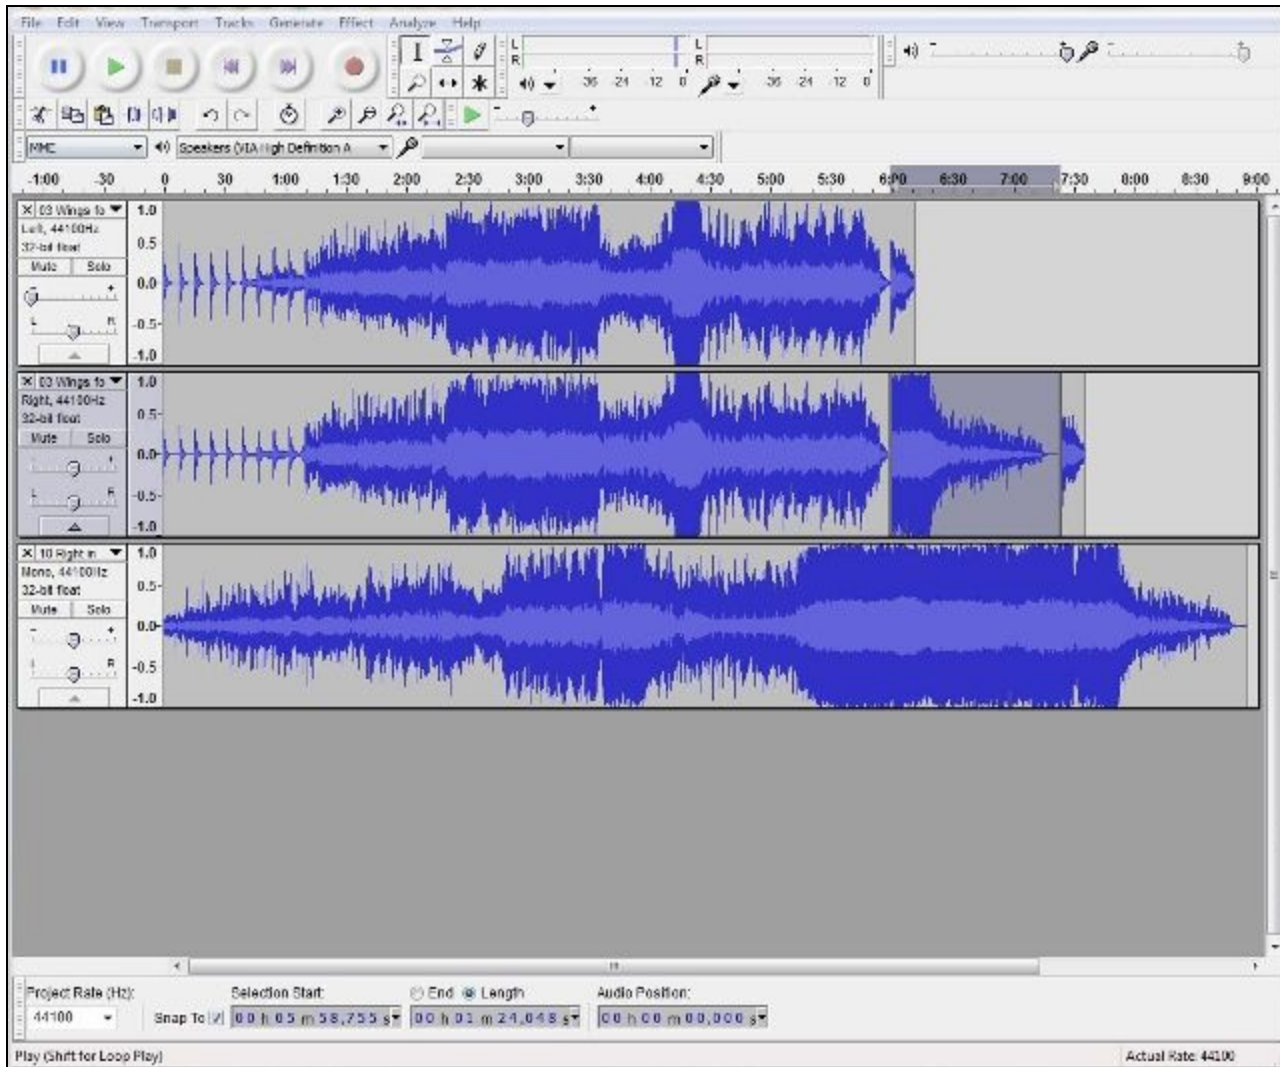 File Edit View Transport Tracks Generate Effect Analyze Help
L
R
-36 -24 -12 0
L
R
-36 -24 -12 0
MME Speakers (VIA High Definition A
-1:00 -30 0 30 1:00 1:30 2:00 2:30 3:00 3:30 4:00 4:30 5:00 5:30 6:00 6:30 7:00 7:30 8:00 8:30 9:00
03 Wings fo
Left, 44100Hz
32-bit float
Mute Solo
L R
1.0
0.5
0.0
-0.5
-1.0
03 Wings fo
Right, 44100Hz
32-bit float
Mute Solo
L R
1.0
0.5
0.0
-0.5
-1.0
10 Right in
Mono, 44100Hz
32-bit float
Mute Solo
L R
1.0
0.5
0.0
-0.5
-1.0
Project Rate (Hz): Selection Start: End Length Audio Position:
44100 Snap To 00 h 05 m 58,755 s 00 h 01 m 24,048 s 00 h 00 m 00,000 s
Play (Shift for Loop Play) Actual Rate: 44100